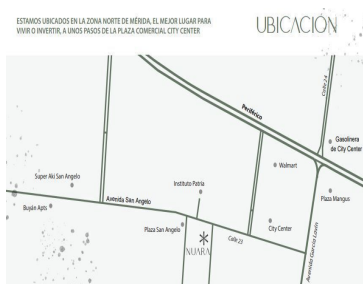 ESTAMOS UBICADOS EN LA ZONA NORTE DE MÉRIDA, EL MEJOR LUGAR PARA
VIVIR O INVERTIR, A UNOS PASOS DE LA PLAZA COMERCIAL CITY CENTER
UBICACIÓN
Calle 24
Periférico
Gasolinera
de City Center
Walmart
Super Aki San Angelo
Instituto Patria
Plaza Mangus
Avenida San Angelo
Buyán Apts
Plaza San Angelo
City Center
Calle 23
NUARA
Avenida García Lavín